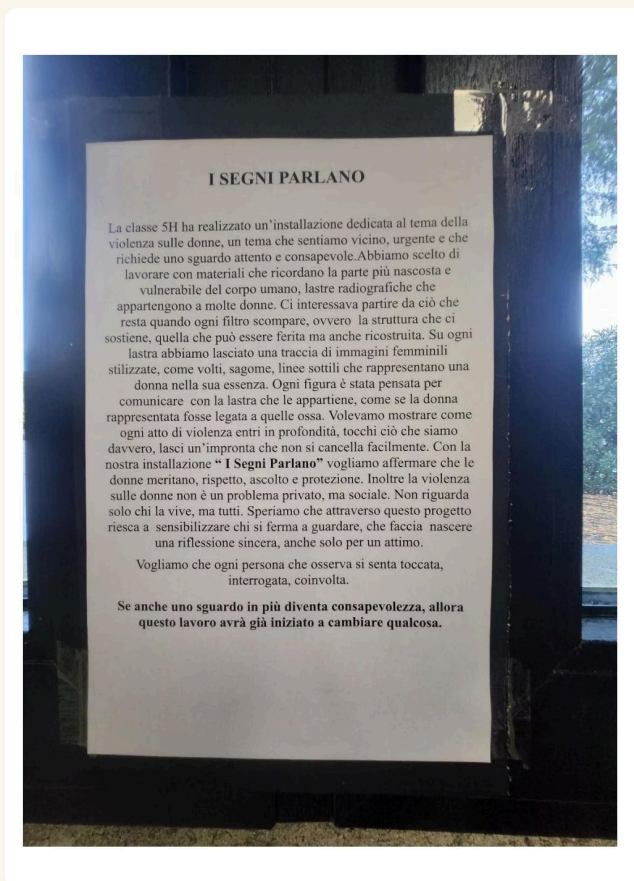 I SEGNI PARLANO
La classe 5H ha realizzato un'installazione dedicata al tema della
violenza sulle donne, un tema che sentiamo vicino, urgente e che
richiede uno sguardo attento e consapevole.Abbiamo scelto di
lavorare con materiali che ricordano la parte più nascosta e
vulnerabile del corpo umano, lastre radiografiche che
appartengono a molte donne. Ci interessava partire da ciò che
resta quando ogni filtro scompare, ovvero la struttura che ci
sostiene, quella che può essere ferita ma anche ricostruita. Su ogni
lastra abbiamo lasciato una traccia di immagini femminili
stilizzate, come volti, sagome, linee sottili che rappresentano una
donna nella sua essenza. Ogni figura è stata pensata per
comunicare con la lastra che le appartiene, come se la donna
rappresentata fosse legata a quelle ossa. Volevamo mostrare come
ogni atto di violenza entri in profondità, tocchi ciò che siamo
davvero, lasci un'impronta che non si cancella facilmente. Con la
nostra installazione “ I Segni Parlano” vogliamo affermare che le
donne meritano, rispetto, ascolto e protezione. Inoltre la violenza
sulle donne non è un problema privato, ma sociale. Non riguarda
solo chi la vive, ma tutti. Speriamo che attraverso questo progetto
riesca a sensibilizzare chi si ferma a guardare, che faccia nascere
una riflessione sincera, anche solo per un attimo.
Vogliamo che ogni persona che osserva si senta toccata,
interrogata, coinvolta.
Se anche uno sguardo in più diventa consapevolezza, allora
questo lavoro avrà già iniziato a cambiare qualcosa.